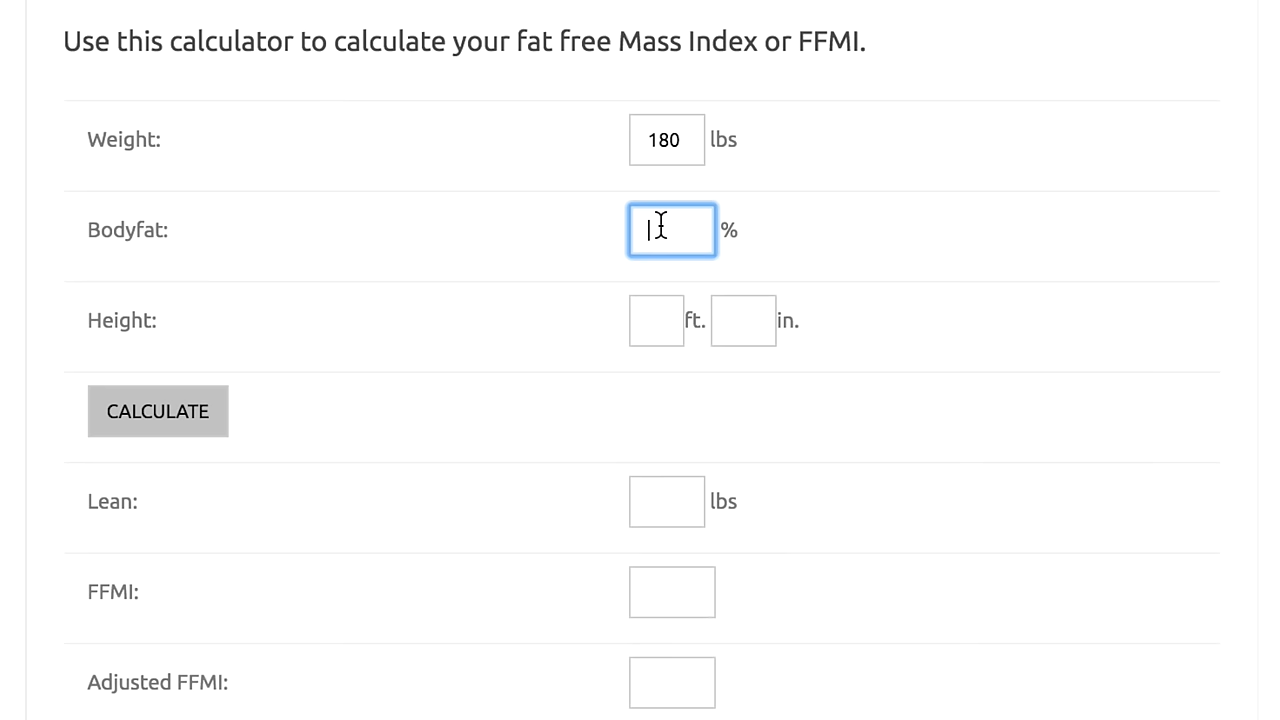 Use this calculator to calculate your fat free Mass Index or FFMI.
Weight: 180 lbs
Bodyfat: %
Height: ft. in.
CALCULATE
Lean: lbs
FFMI:
Adjusted FFMI: